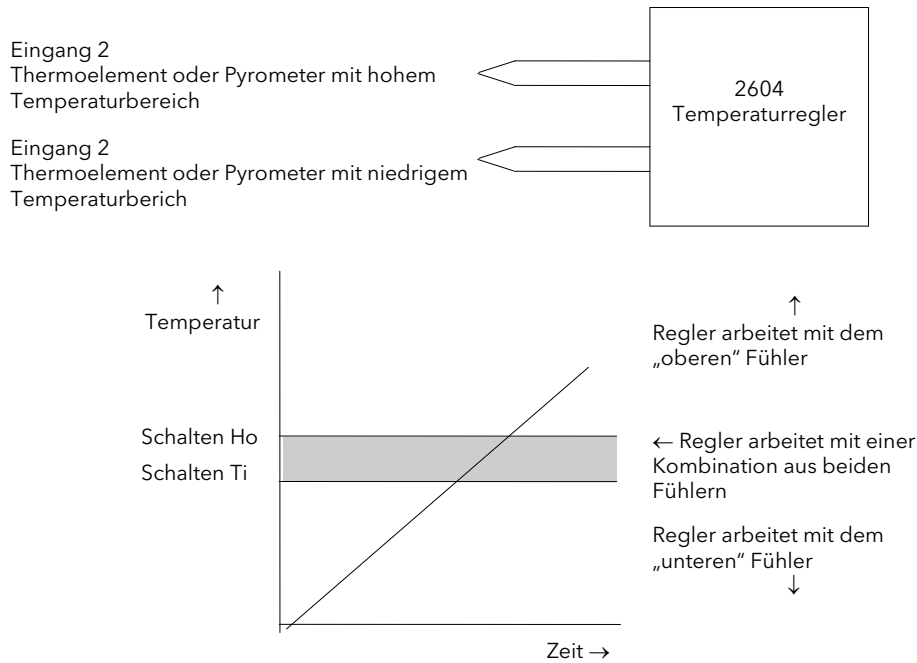 Eingang 2
Thermoelement oder Pyrometer mit hohem
Temperaturbereich
2604
Temperaturregler
Eingang 2
Thermoelement oder Pyrometer mit niedrigem
Temperaturberich
↑
Temperatur
Schalten Ho
Schalten Ti
Zeit →
↑
Regler arbeitet mit dem
„oberen“ Fühler
← Regler arbeitet mit einer
Kombination aus beiden
Fühlern
Regler arbeitet mit dem
„unteren“ Fühler
↓